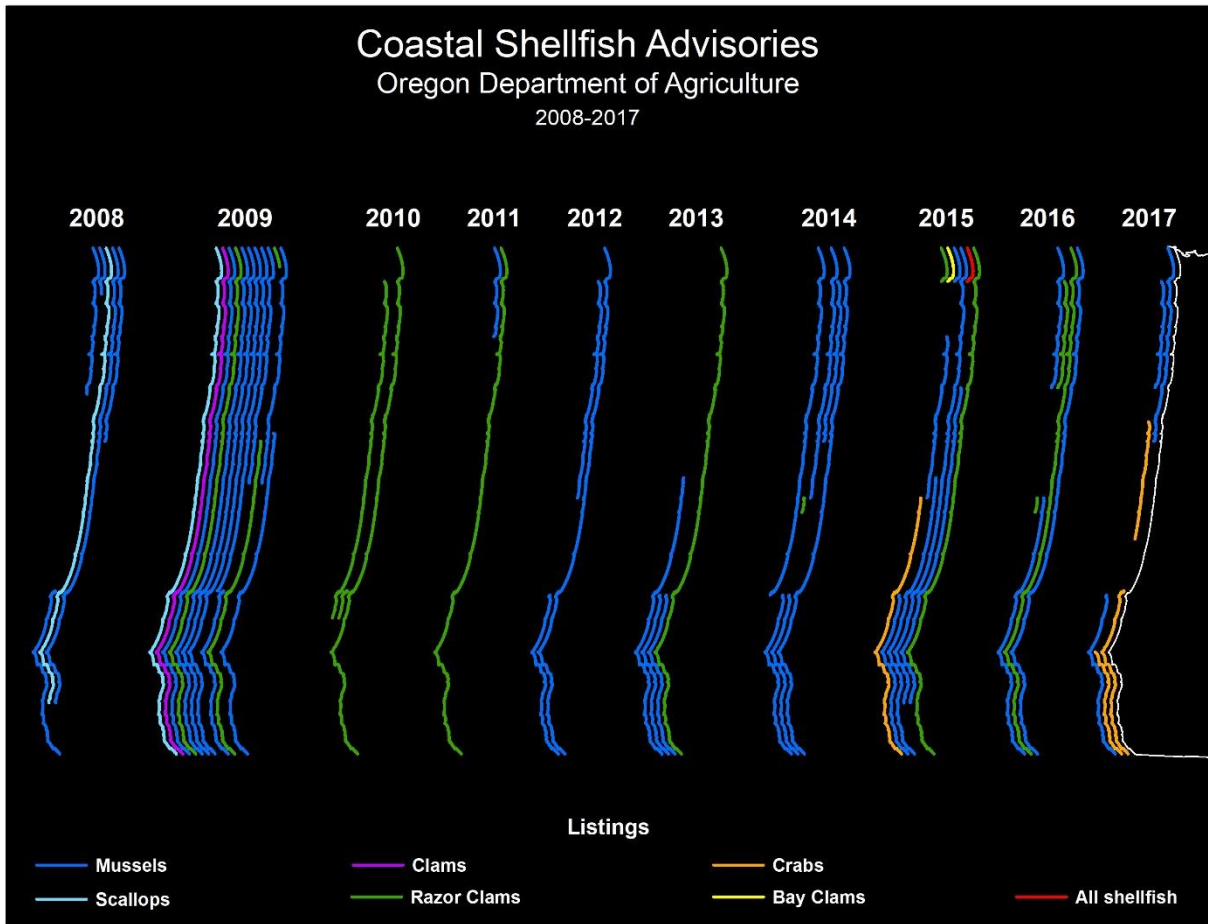 Coastal Shellfish Advisories
Oregon Department of Agriculture
2008-2017
2008 2009 2010 2011 2012 2013 2014 2015 2016 2017
Listings
Mussels Clams Crabs
Scallops Razor Clams Bay Clams All shellfish